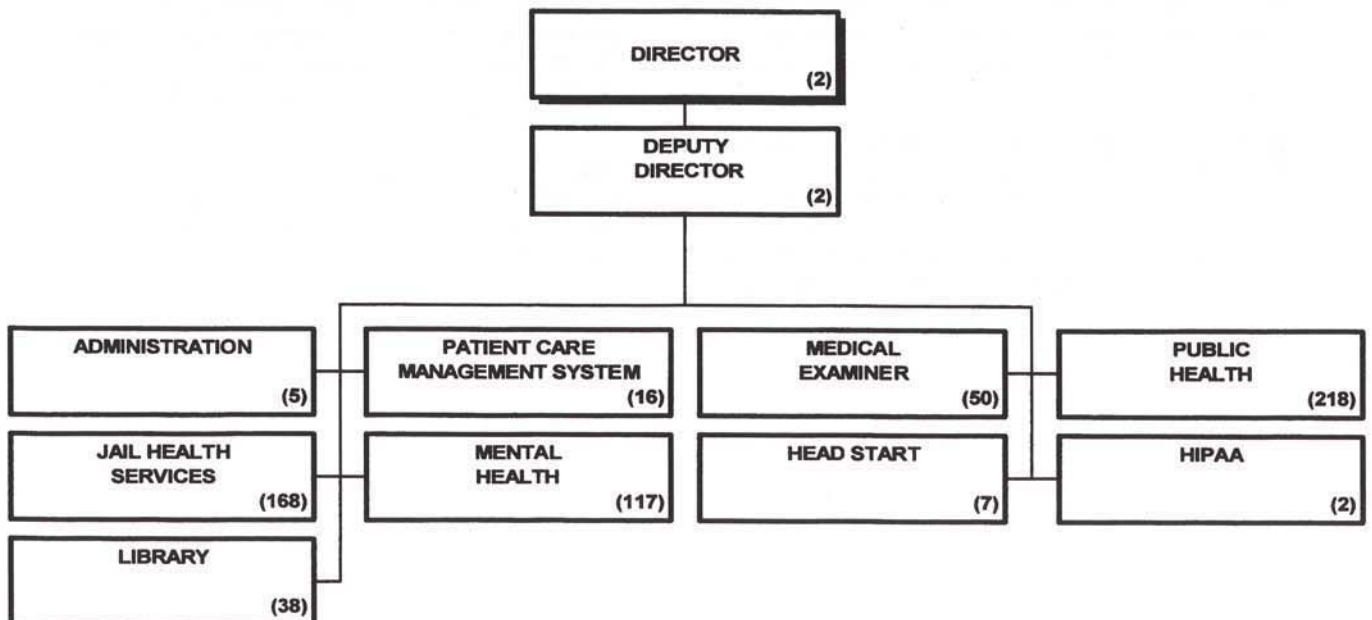 DIRECTOR
(2)
DEPUTY
DIRECTOR
(2)
ADMINISTRATION
(5)
PATIENT CARE
MANAGEMENT SYSTEM
(16)
MEDICAL
EXAMINER
(50)
PUBLIC
HEALTH
(218)
JAIL HEALTH
SERVICES
(168)
MENTAL
HEALTH
(117)
HEAD START
(7)
HIPAA
(2)
LIBRARY
(38)